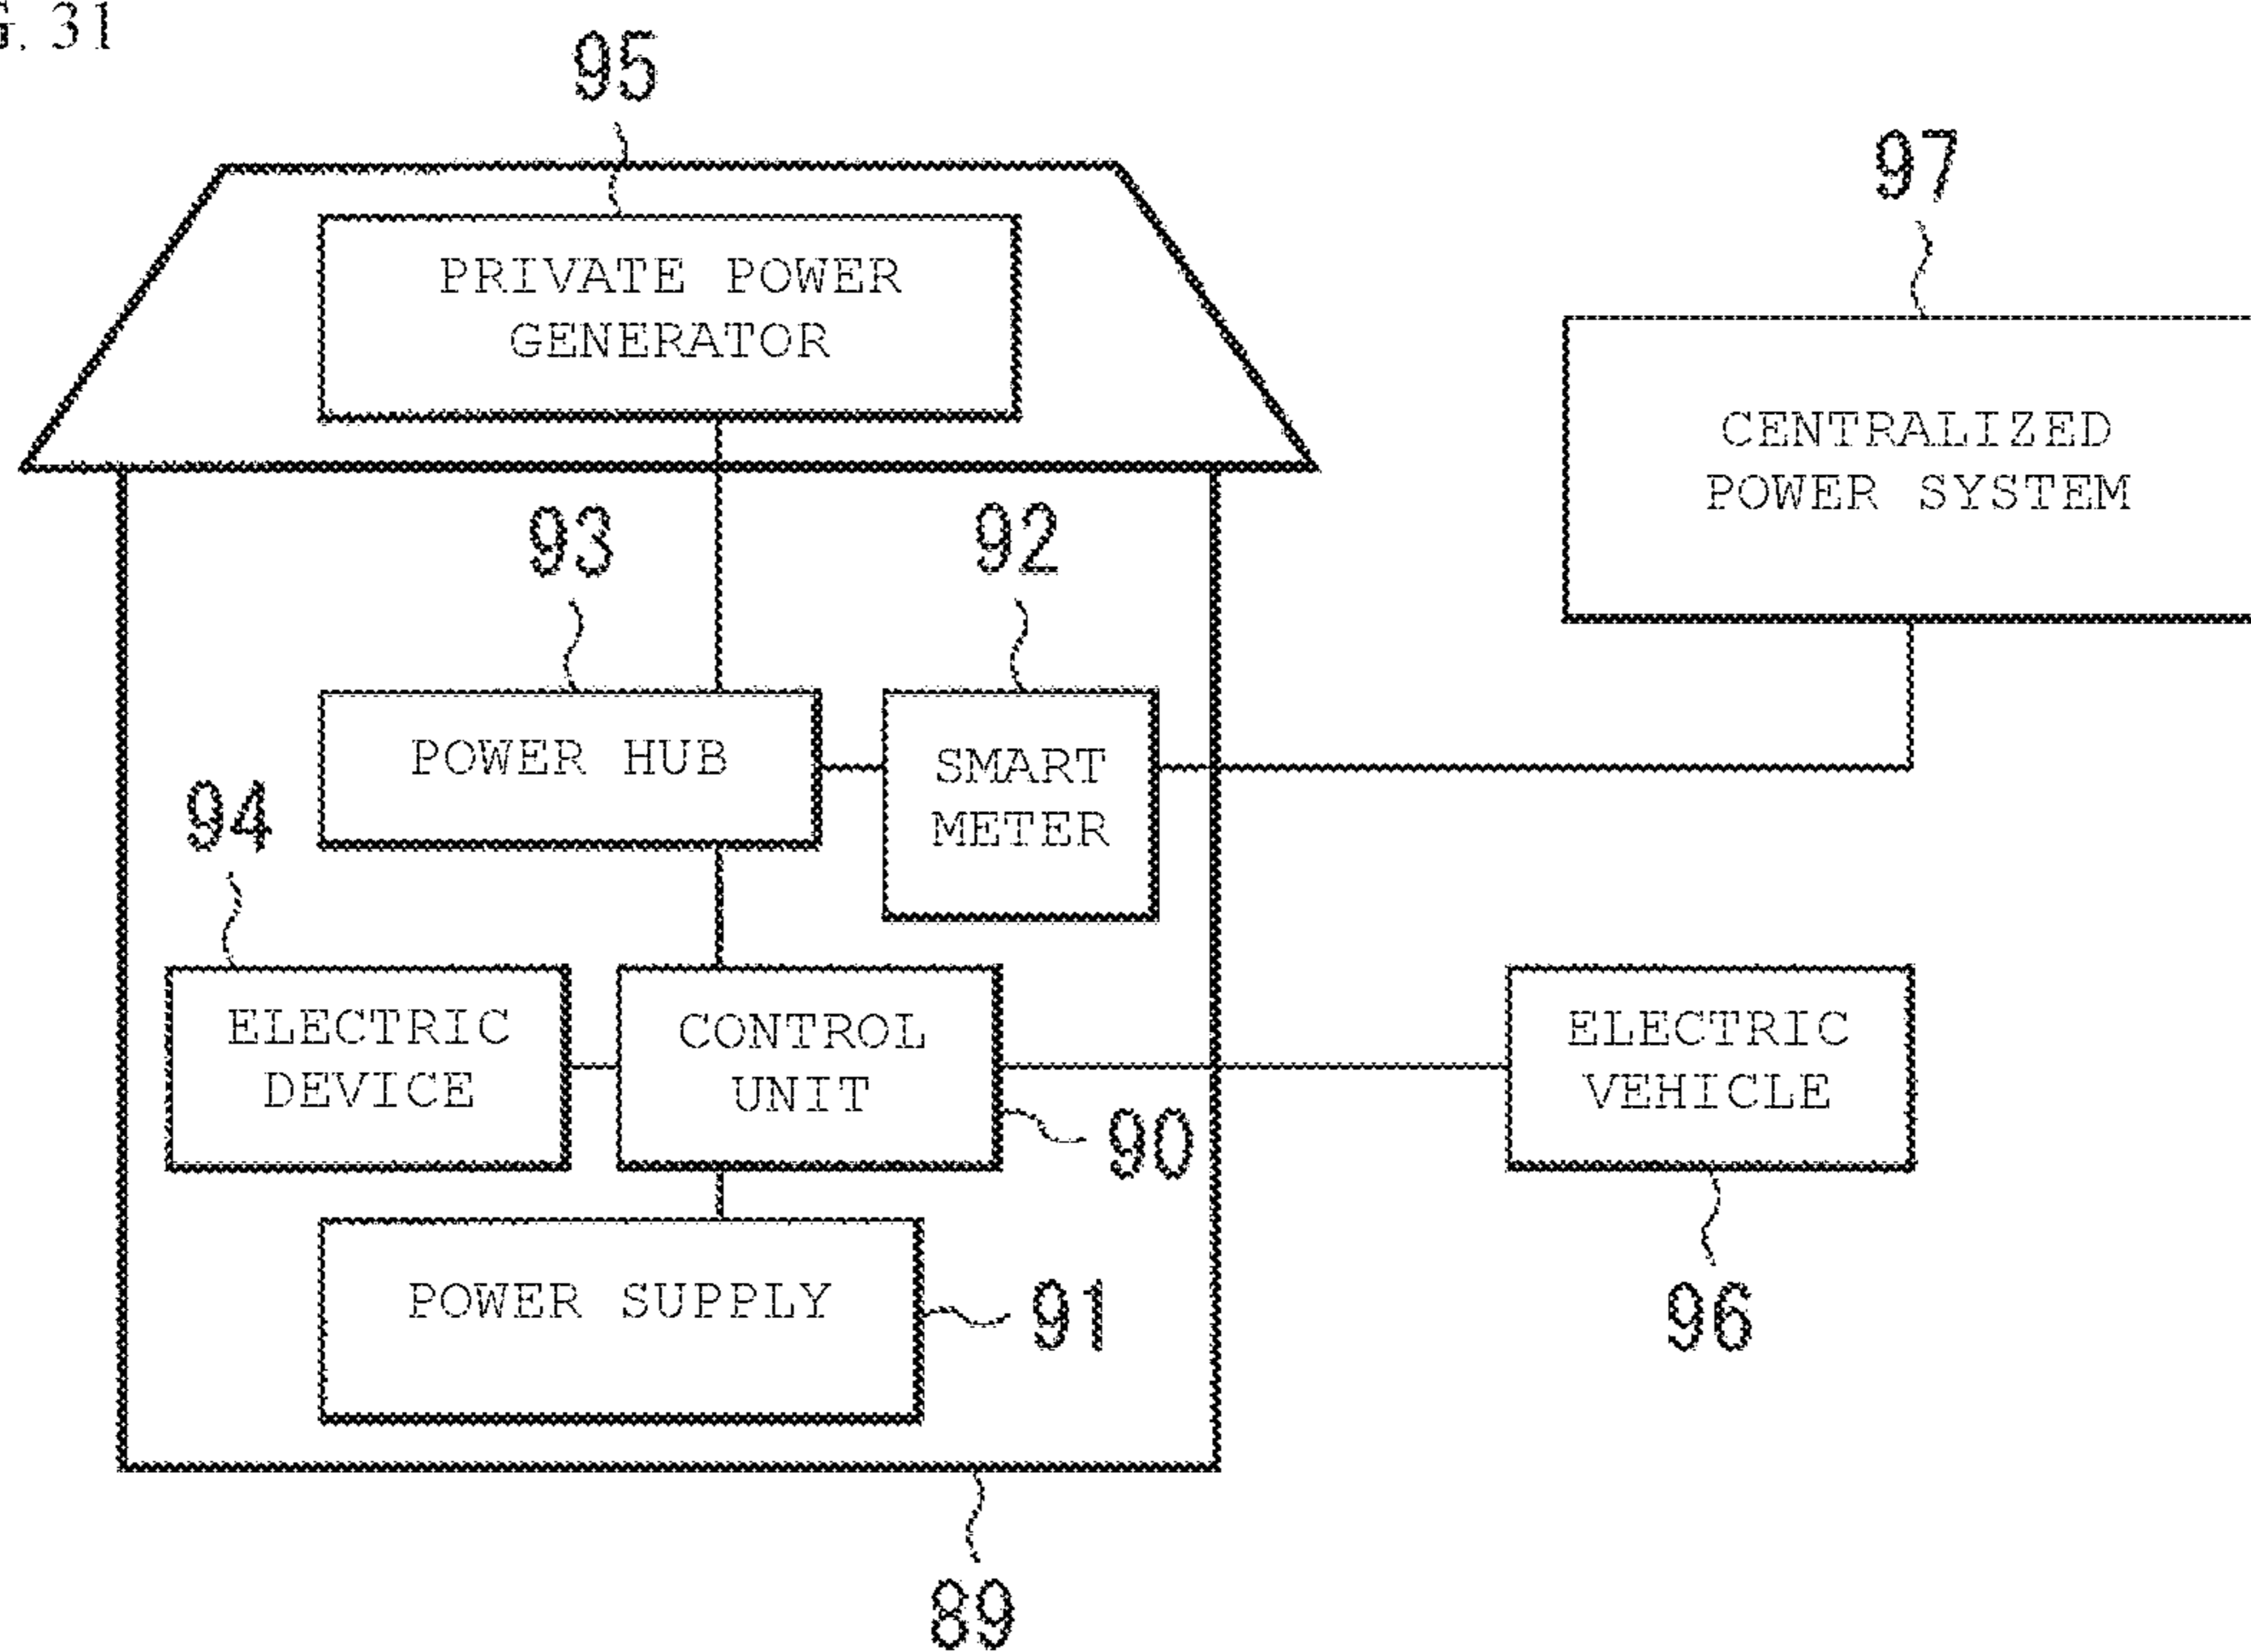 G. 31
95
97
PRIVATE POWER
GENERATOR
CENTRALIZED
POWER SYSTEM
93
92
POWER HUB
SMART
METER
94
ELECTRIC
DEVICE
CONTROL
UNIT
90
ELECTRIC
VEHICLE
POWER SUPPLY
91
96
89